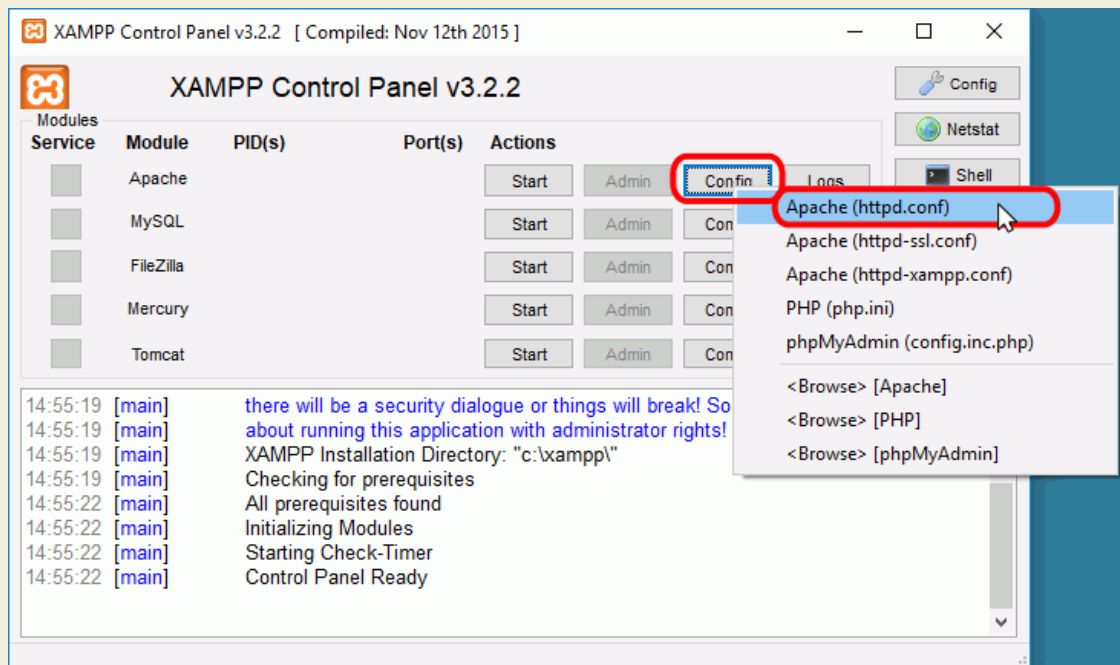 XAMPP Control Panel v3.2.2 [ Compiled: Nov 12th 2015 ]
XAMPP Control Panel v3.2.2
Config
Modules
Service Module PID(s) Port(s) Actions
Netstat
Apache Start Admin Config Logs
Shell
MySQL Start Admin
FileZilla Start Admin
Mercury Start Admin
Tomcat Start Admin
Apache (httpd.conf)
Apache (httpd-ssl.conf)
Apache (httpd-xampp.conf)
PHP (php.ini)
phpMyAdmin (config.inc.php)
<Browse> [Apache]
<Browse> [PHP]
<Browse> [phpMyAdmin]
14:55:19 [main] there will be a security dialogue or things will break! So
14:55:19 [main] about running this application with administrator rights!
14:55:19 [main] XAMPP Installation Directory: "c:\xampp\"
14:55:19 [main] Checking for prerequisites
14:55:22 [main] All prerequisites found
14:55:22 [main] Initializing Modules
14:55:22 [main] Starting Check-Timer
14:55:22 [main] Control Panel Ready